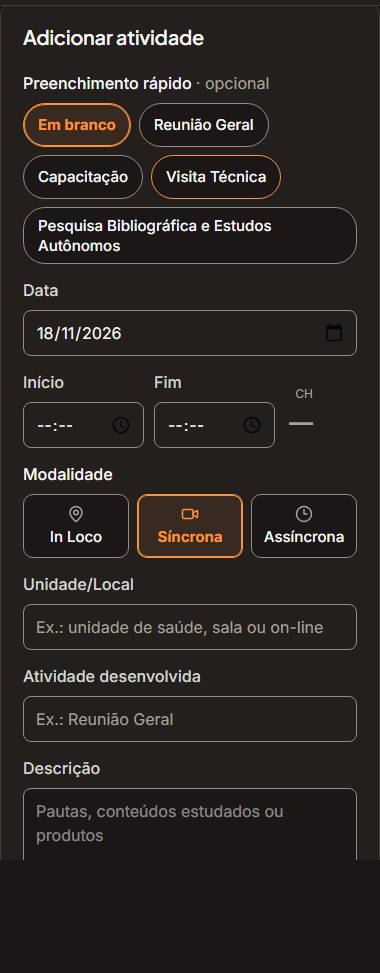 Adicionar atividade
Preenchimento rápido · opcional
Em branco
Reunião Geral
Capacitação
Visita Técnica
Pesquisa Bibliográfica e Estudos
Autônomos
Data
18/11/2026
Início
Fim
CH
--:--
--:--
—
Modalidade
In Loco
Síncrona
Assíncrona
Unidade/Local
Ex.: unidade de saúde, sala ou on-line
Atividade desenvolvida
Ex.: Reunião Geral
Descrição
Pautas, conteúdos estudados ou
produtos